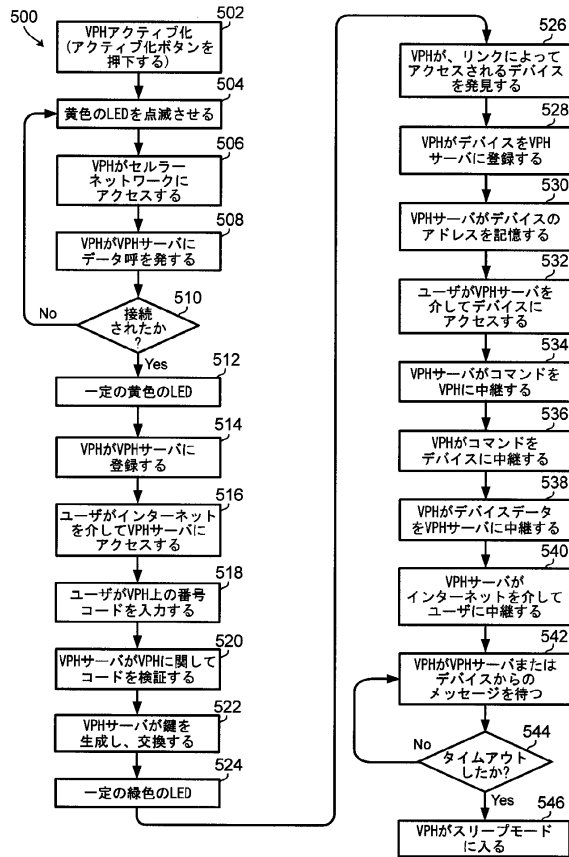 500
502
VPHアクティブ化
(アクティブ化ボタンを
押下する)
504
黄色のLEDを点滅させる
506
VPHがセルラー
ネットワークに
アクセスする
508
VPHがVPHサーバに
データ呼を発する
510
接続
されたか
?
No
Yes
512
一定の黄色のLED
514
VPHがVPHサーバに
登録する
516
ユーザがインターネット
を介してVPHサーバに
アクセスする
518
ユーザがVPH上の番号
コードを入力する
520
VPHサーバがVPHに関して
コードを検証する
522
VPHサーバが鍵を
生成し、交換する
524
一定の緑色のLED
526
VPHが、リンクによって
アクセスされるデバイス
を発見する
528
VPHがデバイスをVPH
サーバに登録する
530
VPHサーバがデバイスの
アドレスを記憶する
532
ユーザがVPHサーバを
介してデバイスに
アクセスする
534
VPHサーバがコマンドを
VPHに中継する
536
VPHがコマンドを
デバイスに中継する
538
VPHがデバイスデータ
をVPHサーバに中継する
540
VPHサーバが
インターネットを介して
ユーザに中継する
542
VPHがVPHサーバまたは
デバイスからの
メッセージを待つ
544
タイムアウト
したか?
No
Yes
546
VPHがスリープモード
に入る